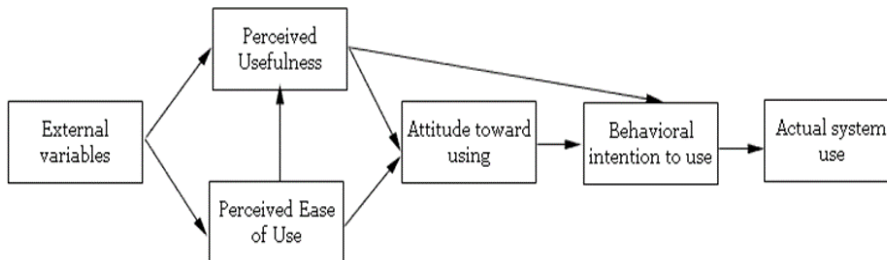 Perceived
Usefulness
External
variables
Attitude toward
using
Behavioral
intention to use
Actual system
use
Perceived Ease
of Use